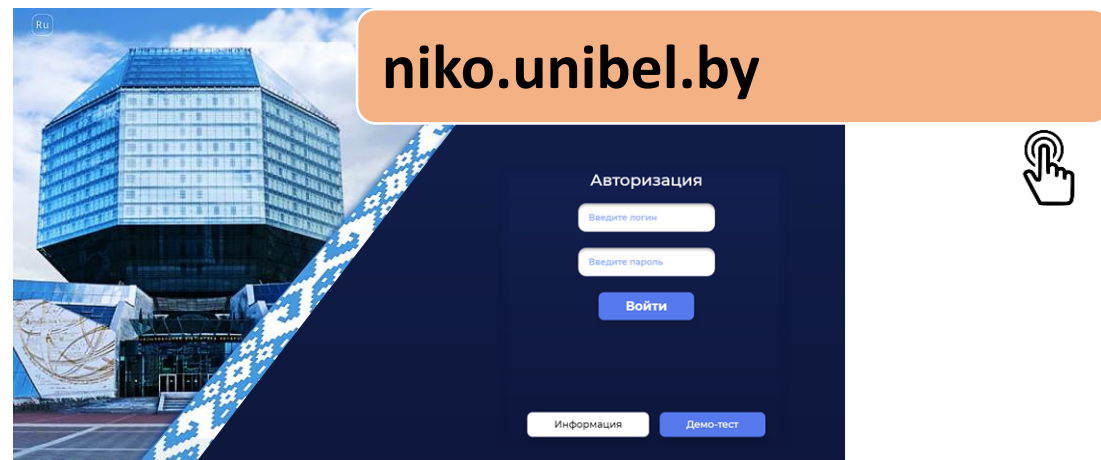 Ru
niko.unibel.by
Авторизация
Введите логин
Введите пароль
Войти
Информация
Демо-тест